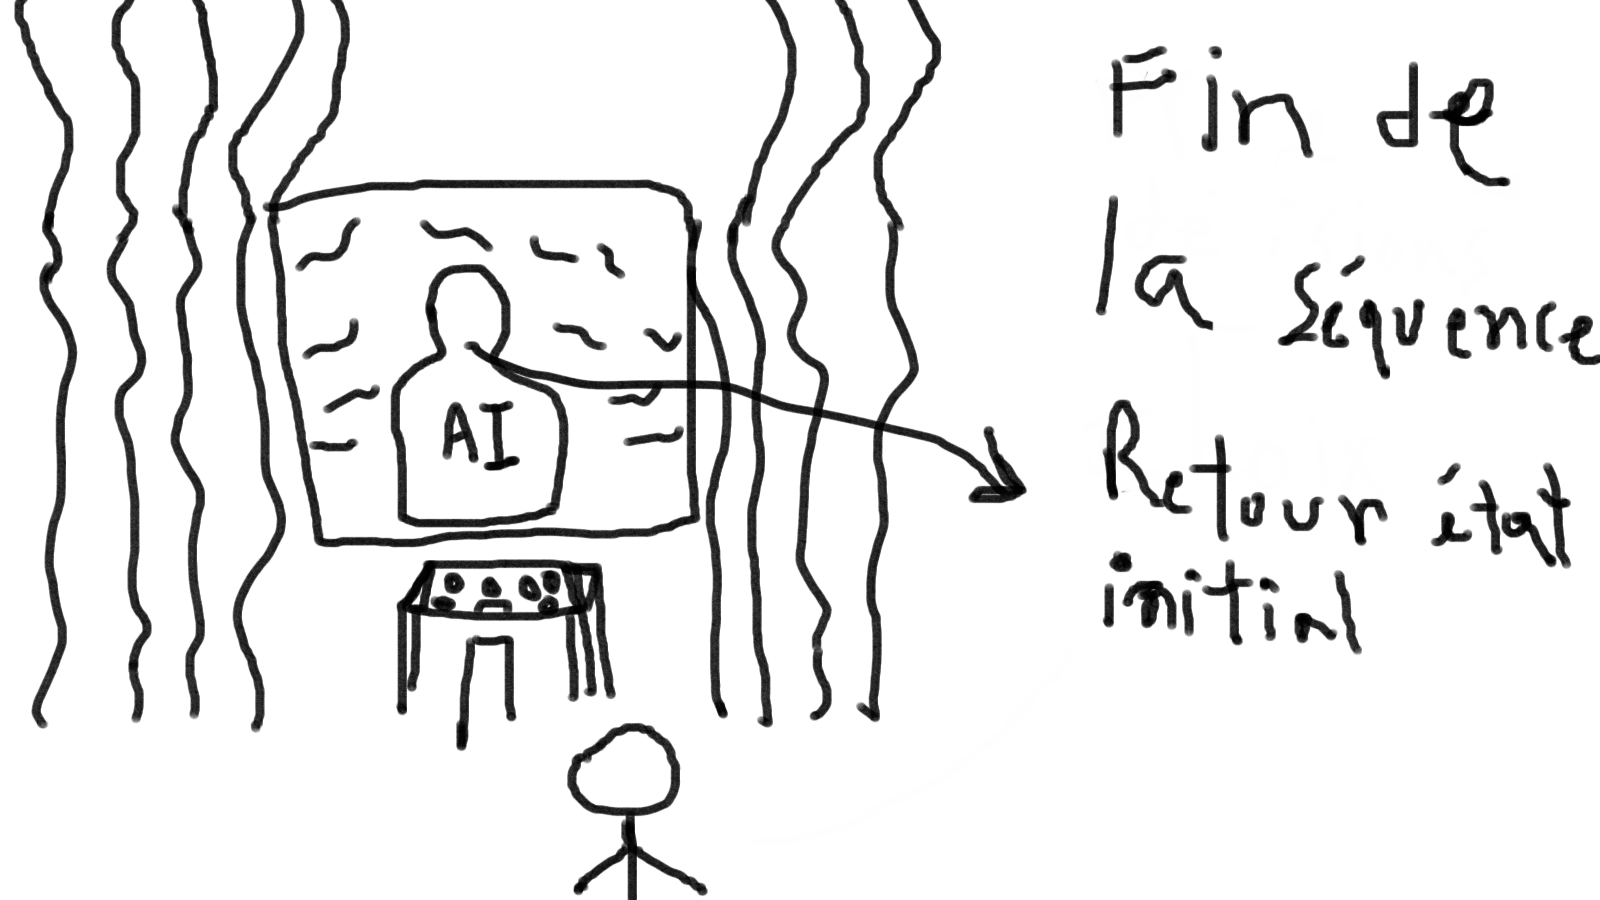 AI
Fin de
la séquence
Retour état
initial